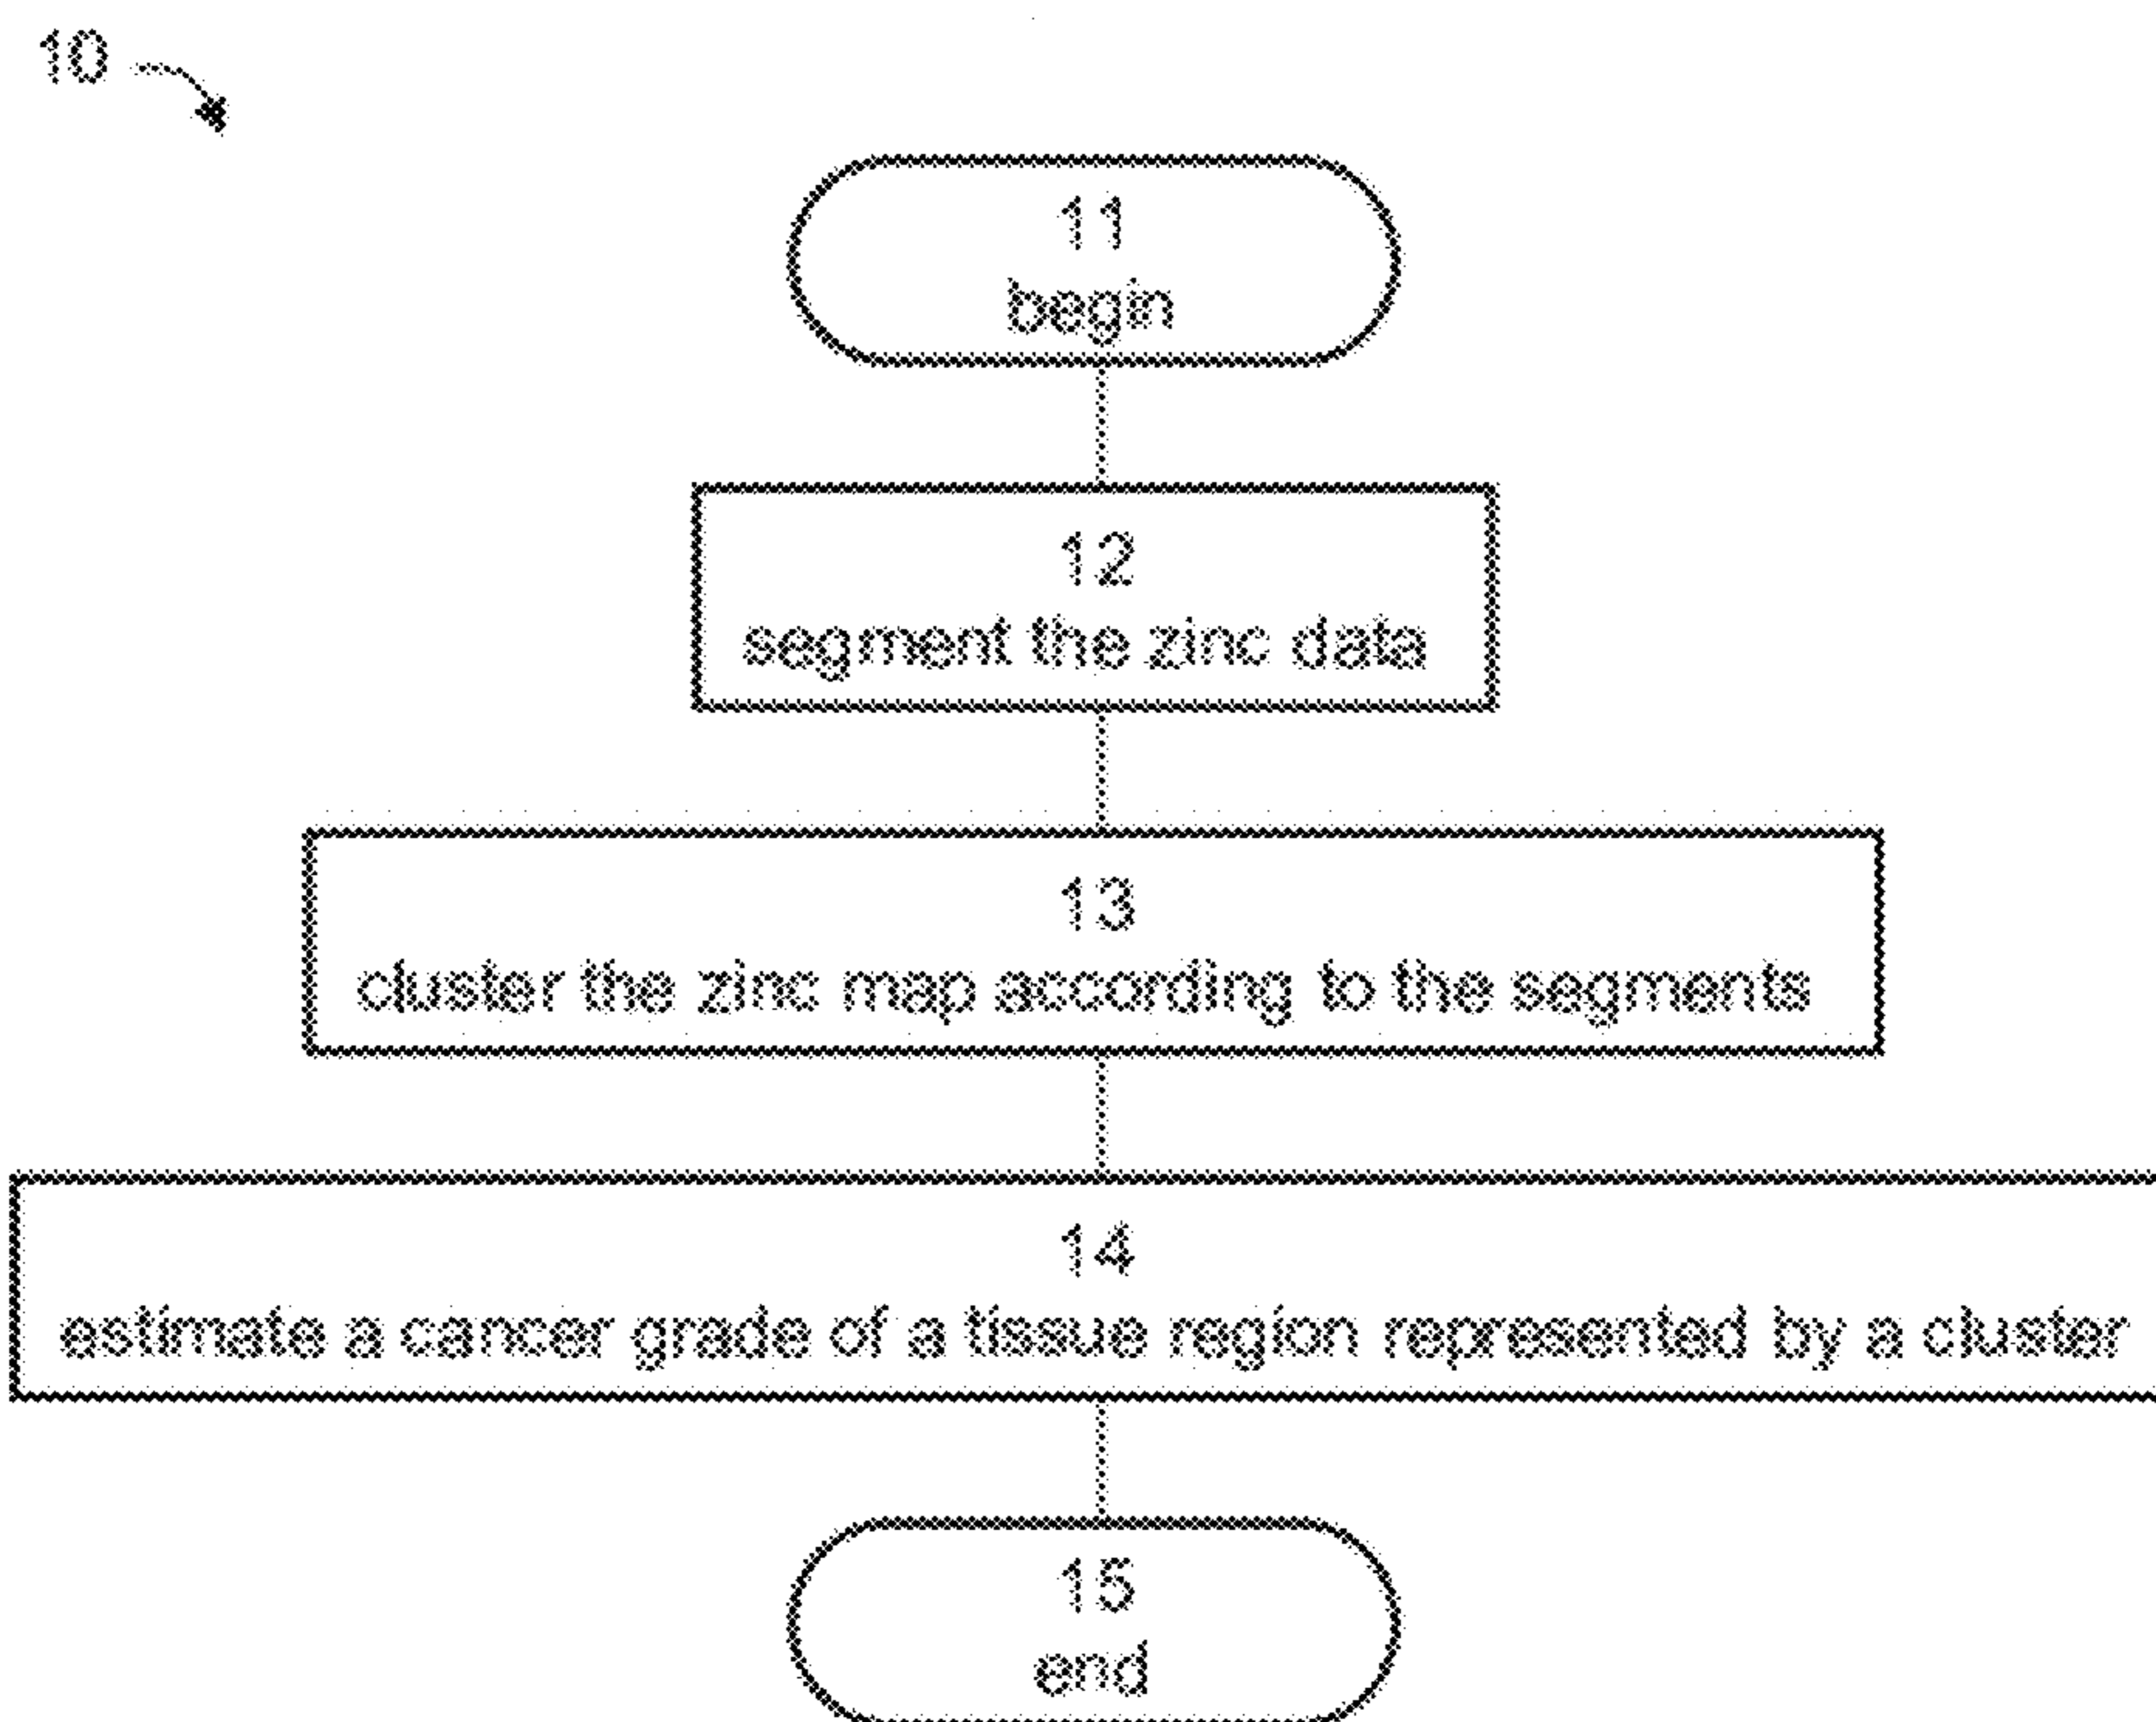 10
11
begin
12
segment the zinc data
13
cluster the zinc map according to the segments
14
estimate a cancer grade of a tissue region represented by a cluster
15
end